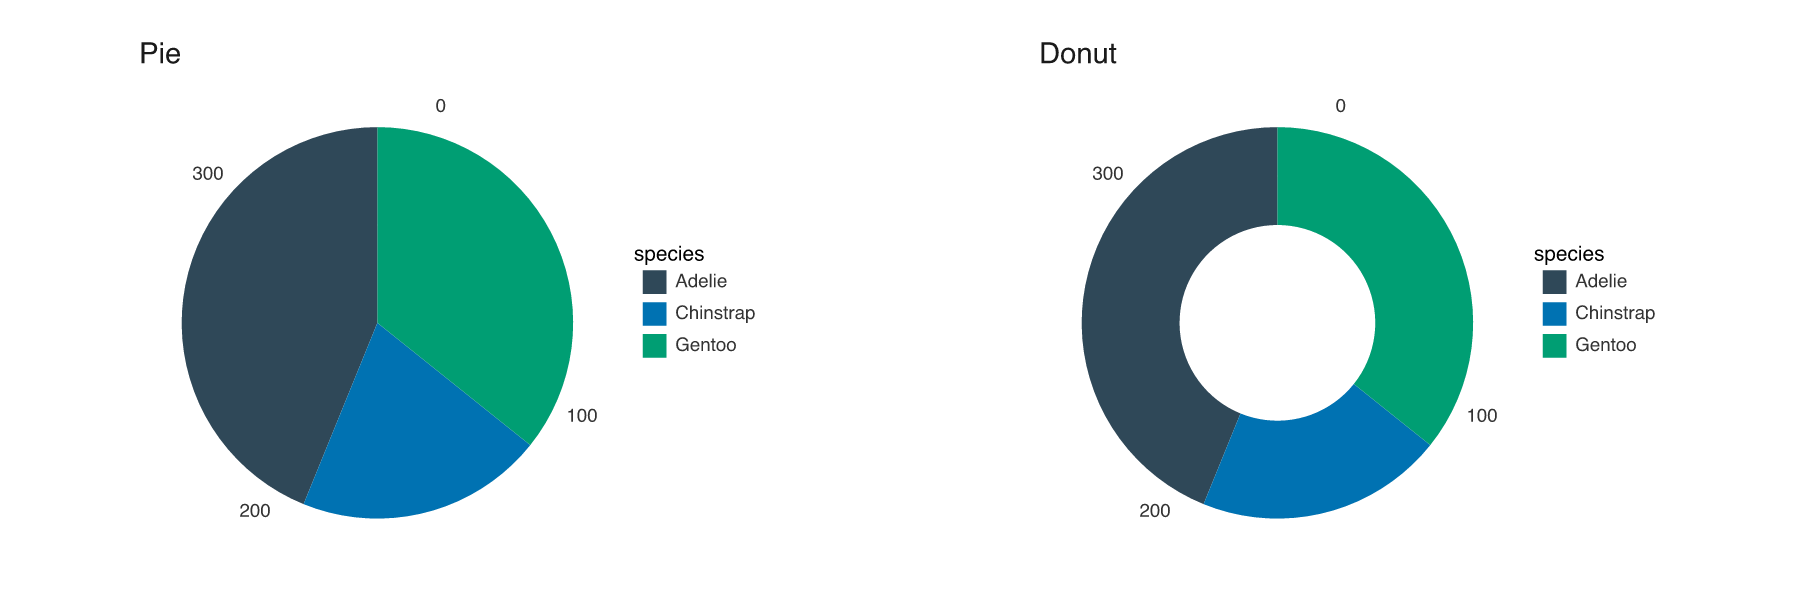 Pie
0
300
100
200
species
Adelie
Chinstrap
Gentoo
Donut
0
300
100
200
species
Adelie
Chinstrap
Gentoo